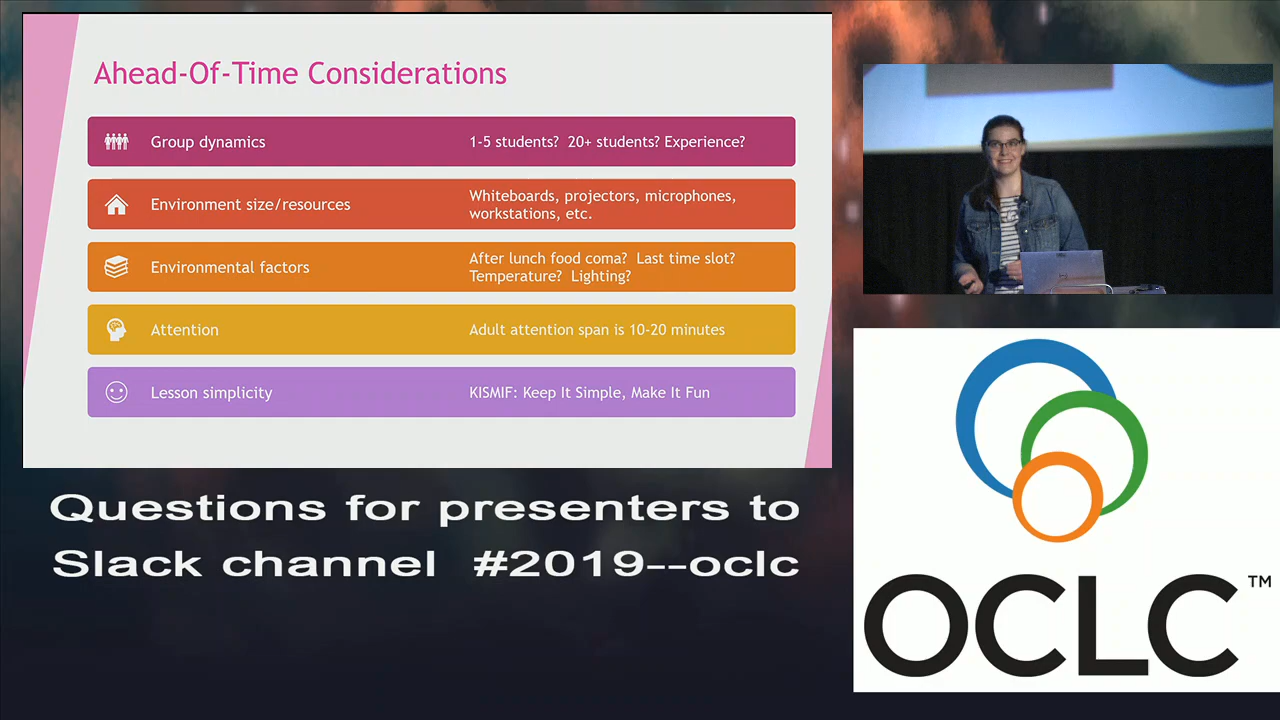 Ahead-Of-Time Considerations
Group dynamics
1-5 students?  20+ students? Experience?
Environment size/resources
Whiteboards, projectors, microphones,
workstations, etc.
Environmental factors
After lunch food coma?  Last time slot?
Temperature?  Lighting?
Attention
Adult attention span is 10-20 minutes
Lesson simplicity
KISMIF: Keep It Simple, Make It Fun
Questions for presenters to
Slack channel  #2019--oclc
OCLC™